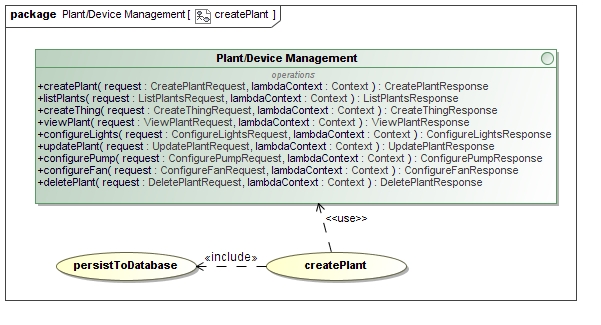 package Plant/Device Management [ createPlant ]
Plant/Device Management
operations
+createPlant( request : CreatePlantRequest, lambdaContext : Context ) : CreatePlantResponse
+listPlants( request : ListPlantsRequest, lambdaContext : Context ) : ListPlantsResponse
+createThing( request : CreateThingRequest, lambdaContext : Context ) : CreateThingResponse
+viewPlant( request : ViewPlantRequest, lambdaContext : Context ) : ViewPlantResponse
+configureLights( request : ConfigureLightsRequest, lambdaContext : Context ) : ConfigureLightsResponse
+updatePlant( request : UpdatePlantRequest, lambdaContext : Context ) : UpdatePlantResponse
+configurePump( request : ConfigurePumpRequest, lambdaContext : Context ) : ConfigurePumpResponse
+configureFan( request : ConfigureFanRequest, lambdaContext : Context ) : ConfigureFanResponse
+deletePlant( request : DeletePlantRequest, lambdaContext : Context ) : DeletePlantResponse
<<use>>
«include»
persistToDatabase
createPlant